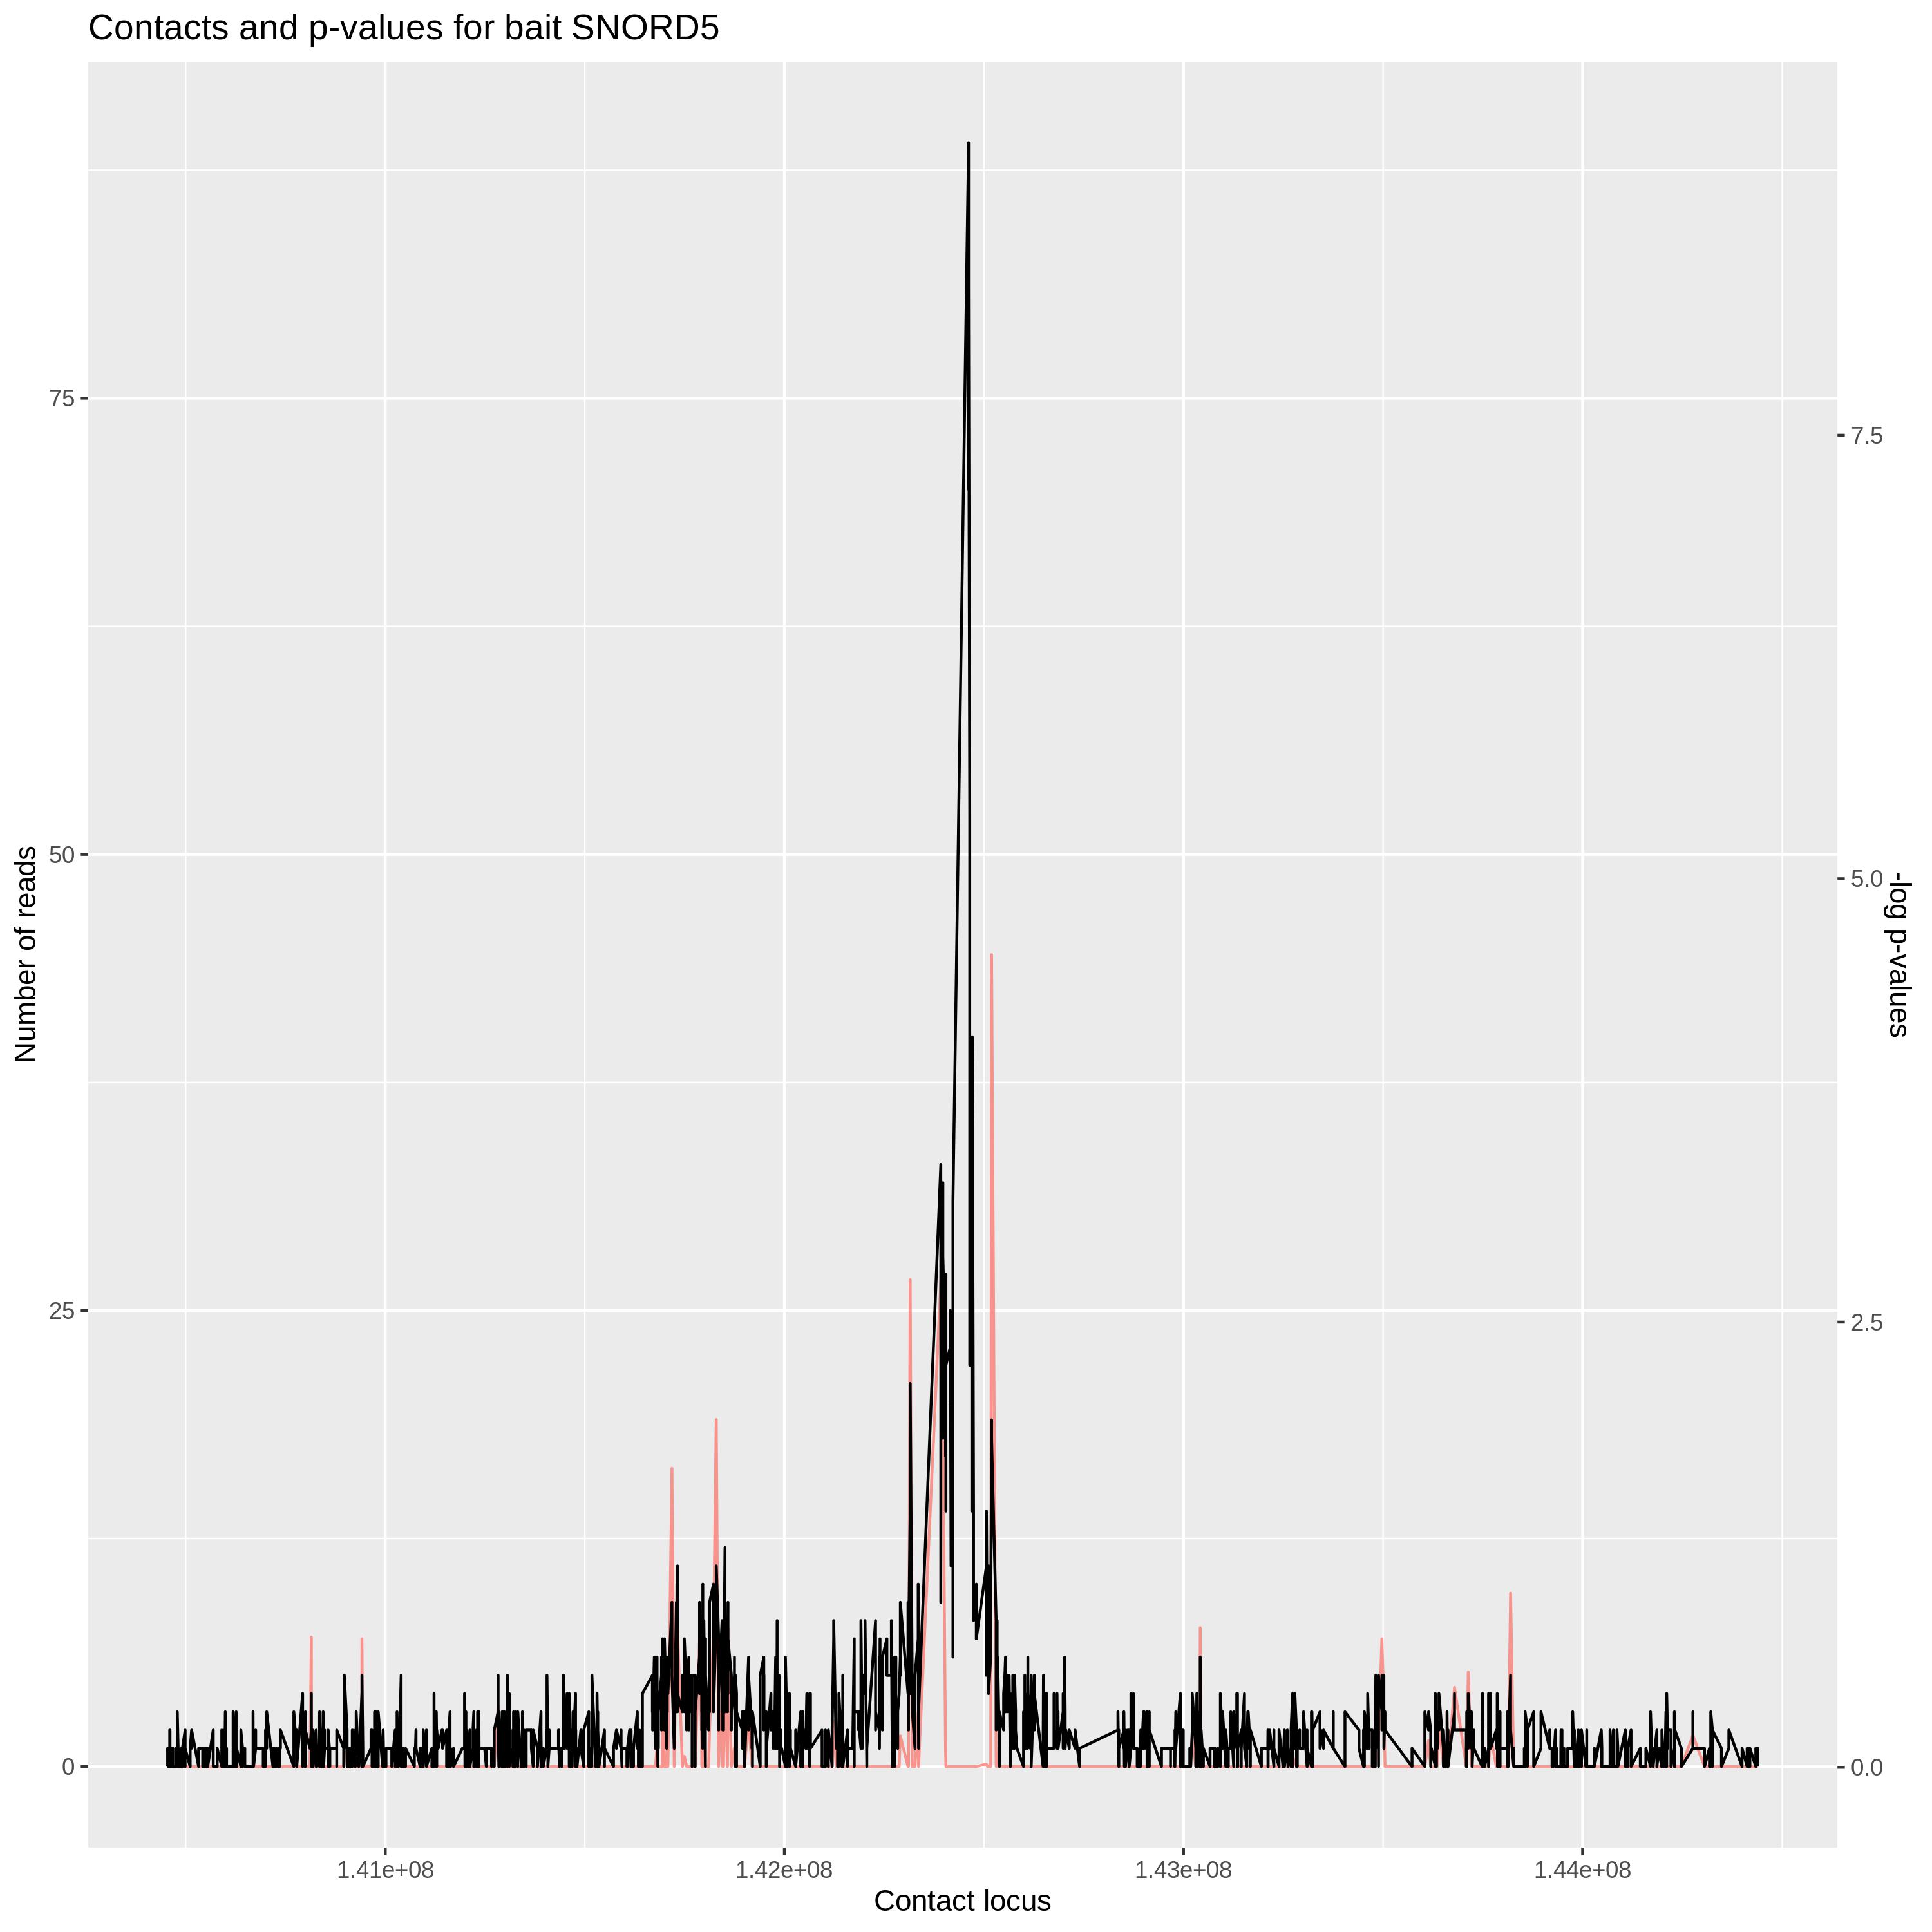 Contacts and p-values for bait SNORD5
75
50
25
0
7.5
5.0
2.5
0.0
Number of reads
-log p-values
1.41e+08
1.42e+08
1.43e+08
1.44e+08
Contact locus